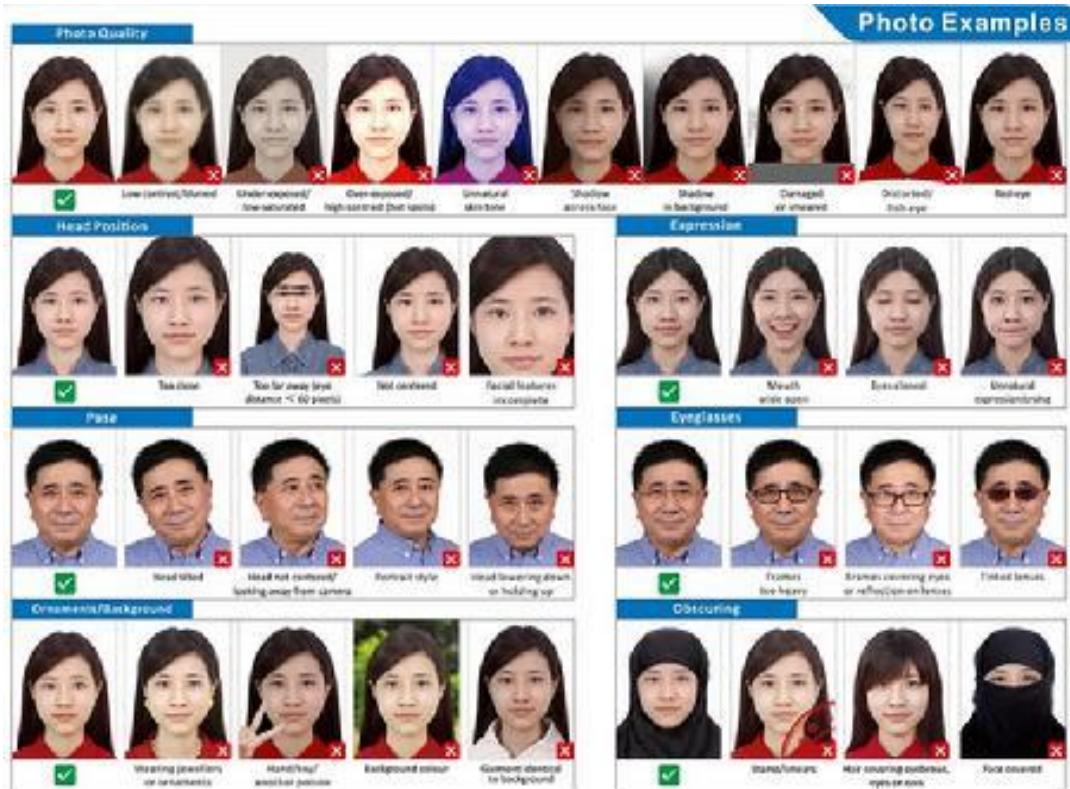 Photo Examples
Photo Quality
Low contrast/blurred
Under-exposed/
low-saturated
Over-exposed/
high contrast (hot spots)
Unnatural
skin tone
Shadow
across face
Shadow
in background
Damaged
or smeared
Distorted/
fish eye
Red eye
Head Position
Too close
Too far away (eye
distance < 60 pixels)
Not centered
Facial features
incomplete
Expression
Mouth
wide open
Eyes closed
Unnatural
Pose
Head tilted
Head not centered/
looking away from camera
Portrait style
Head lowering down
or holding up
Eyeglasses
Frames
too heavy
Frames covering eyes
or reflection on lenses
Tinted lenses
Ornaments/Background
Wearing jewellery
or ornaments
Hand/toy/
another person
Background colour
Garment identical
to background
Obscuring
Stains/smears
Hair covering eyebrows,
eyes or ears
Face covered